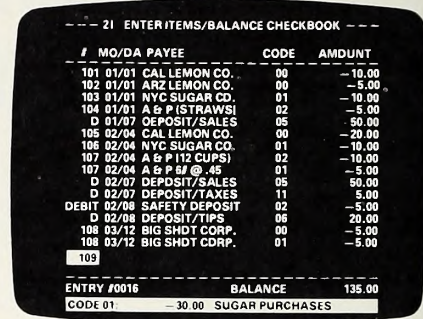 --- 21 ENTER ITEMS/BALANCE CHECKBOOK ---
# MO/DA PAYEE CODE AMDUNT
101 01/01 CAL LEMON CO. 00 -10.00
102 01/01 ARZ LEMON CO. 00 -5.00
103 01/01 NYC SUGAR CD. 01 -10.00
104 01/01 A & P (STRAWS) 02 -5.00
D 01/07 OEPOSIT/SALES 05 50.00
105 02/04 CAL LEMON CO. 00 -20.00
106 02/04 NYC SUGAR CO. 01 -10.00
107 02/04 A & P (12 CUPS) 02 -10.00
107 02/04 A & P 6# @ .45 01 -5.00
D 02/07 DEPDSIT/SALES 05 50.00
D 02/07 DEPOSIT/TAXES 11 5.00
DEBIT 02/08 SAFETY DEPOSIT 02 -5.00
D 02/08 DEPOSIT/TIPS 06 20.00
108 03/12 BIG SHDT CORP. 00 -5.00
108 03/12 BIG SHDT CDRP. 01 -5.00
109
ENTRY #0016 BALANCE 135.00
CODE 01: -30.00 SUGAR PURCHASES